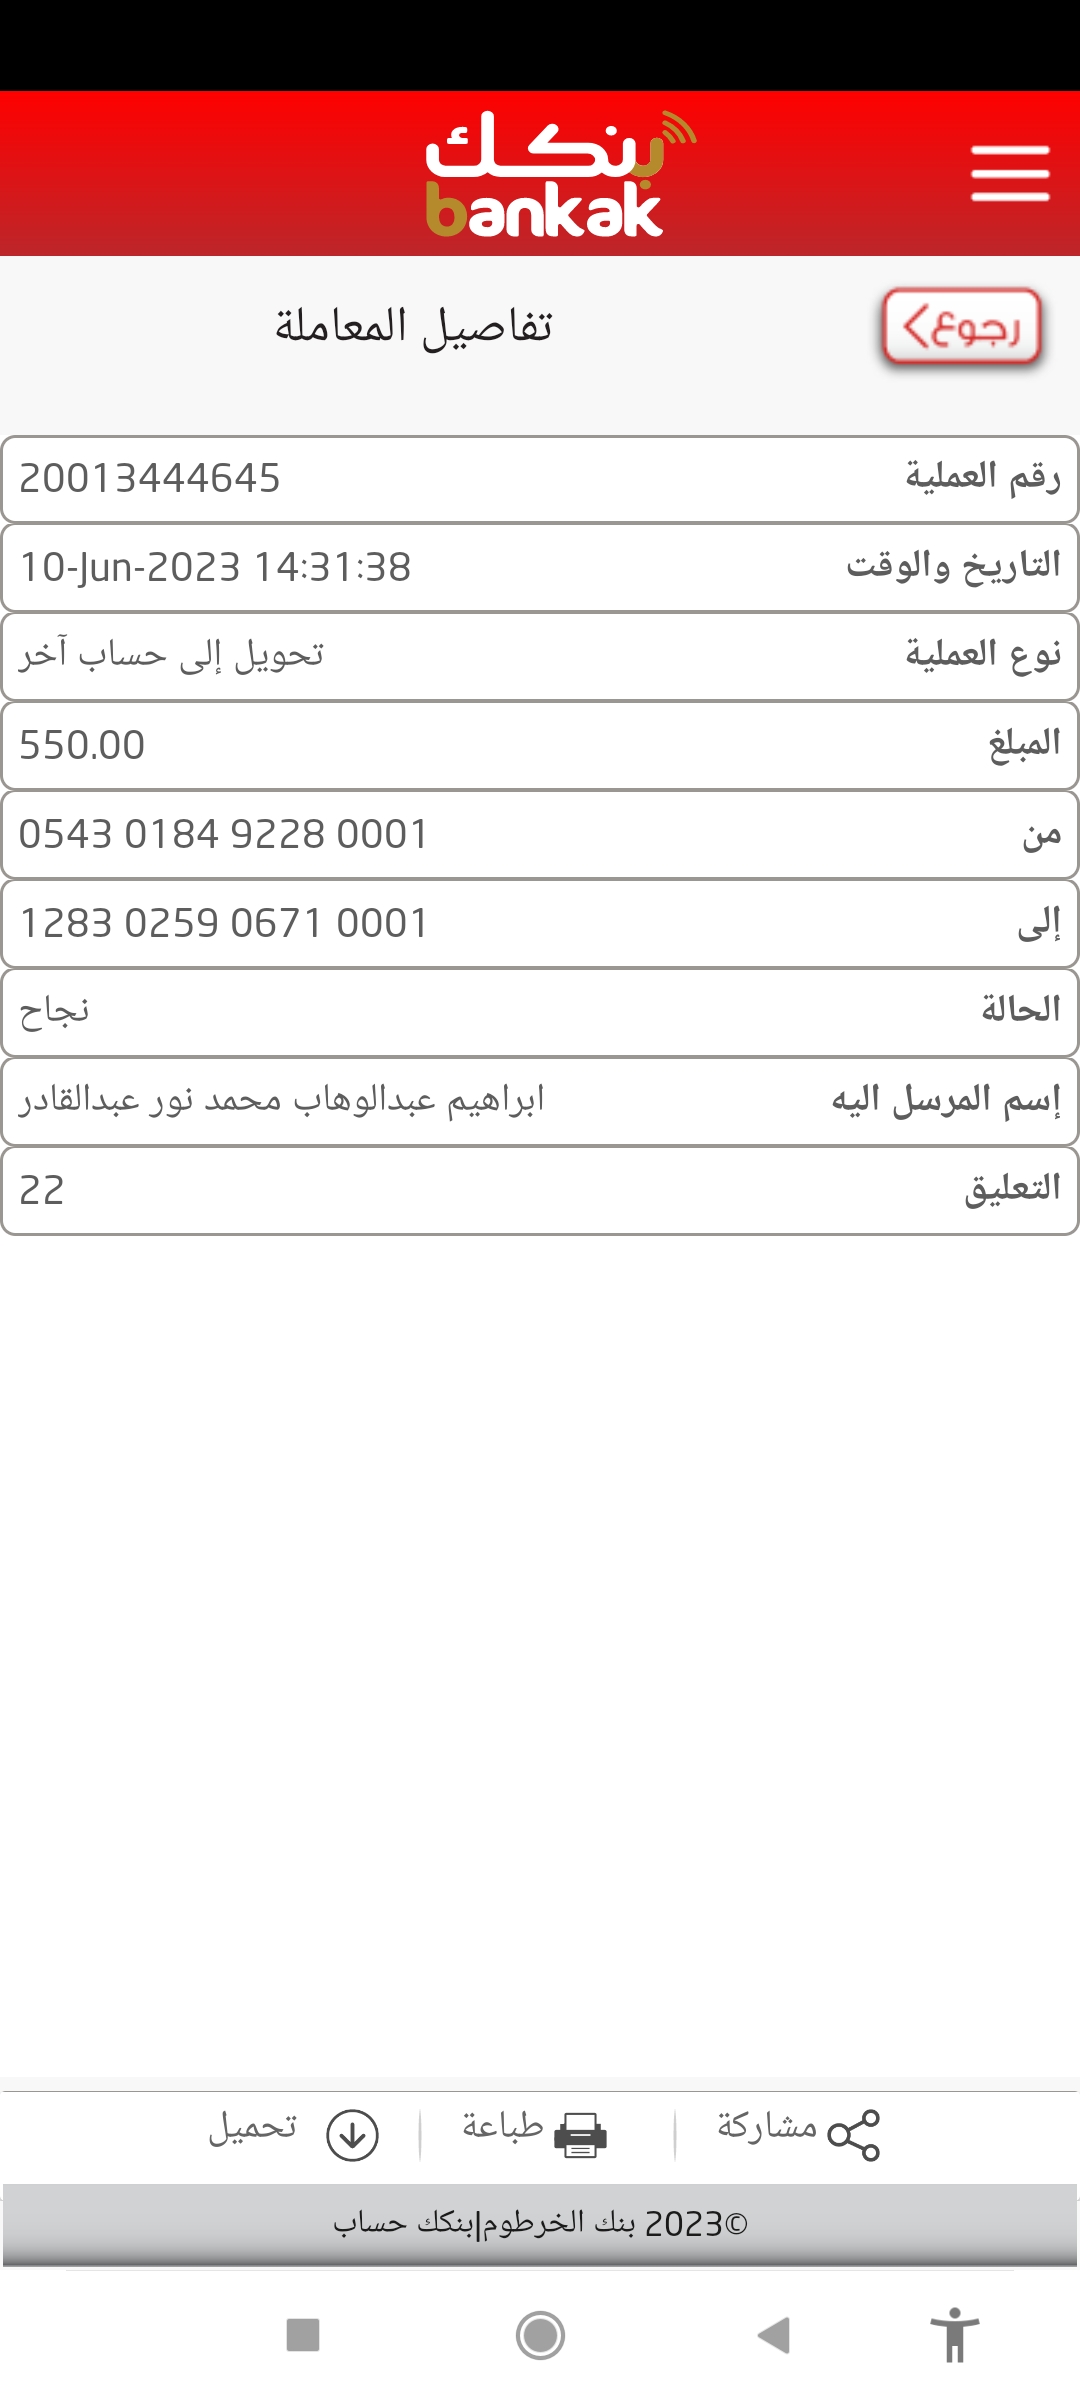 بنكك
bankak
رجوع
تفاصيل المعاملة
رقم العملية 20013444645
التاريخ والوقت 10-Jun-2023 14:31:38
نوع العملية تحويل إلى حساب آخر
المبلغ 550.00
من 0543 0184 9228 0001
إلى 1283 0259 0671 0001
الحالة نجاح
إسم المرسل اليه ابراهيم عبدالوهاب محمد نور عبدالقادر
التعليق 22
مشاركة طباعة تحميل
©2023 بنك الخرطوم|بنكك حساب